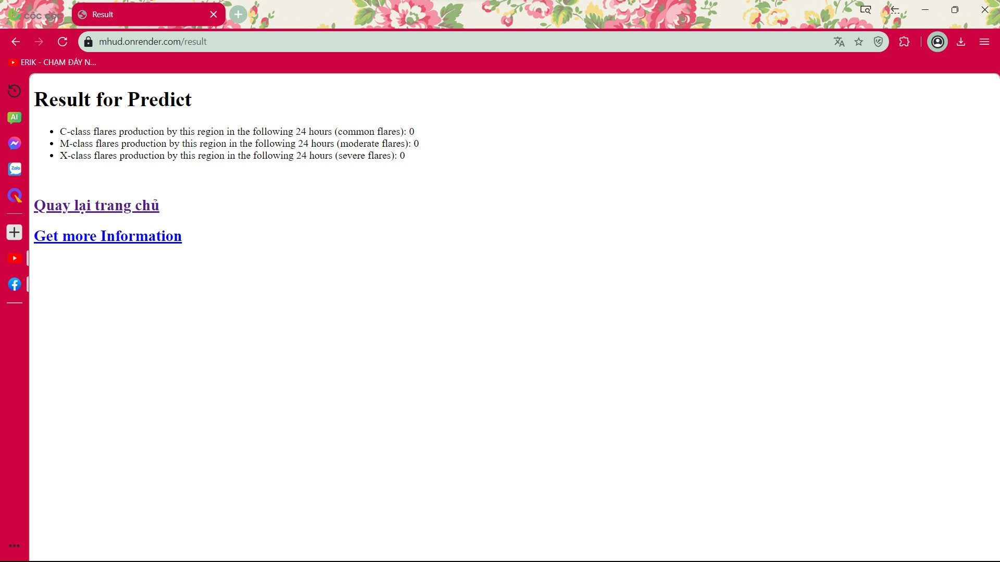 cốc cốc
Result
mhud.onrender.com/result
ERIK - CHẠM ĐÁY N...
AI
Zalo
Result for Predict
C-class flares production by this region in the following 24 hours (common flares): 0
M-class flares production by this region in the following 24 hours (moderate flares): 0
X-class flares production by this region in the following 24 hours (severe flares): 0
Quay lại trang chủ
Get more Information